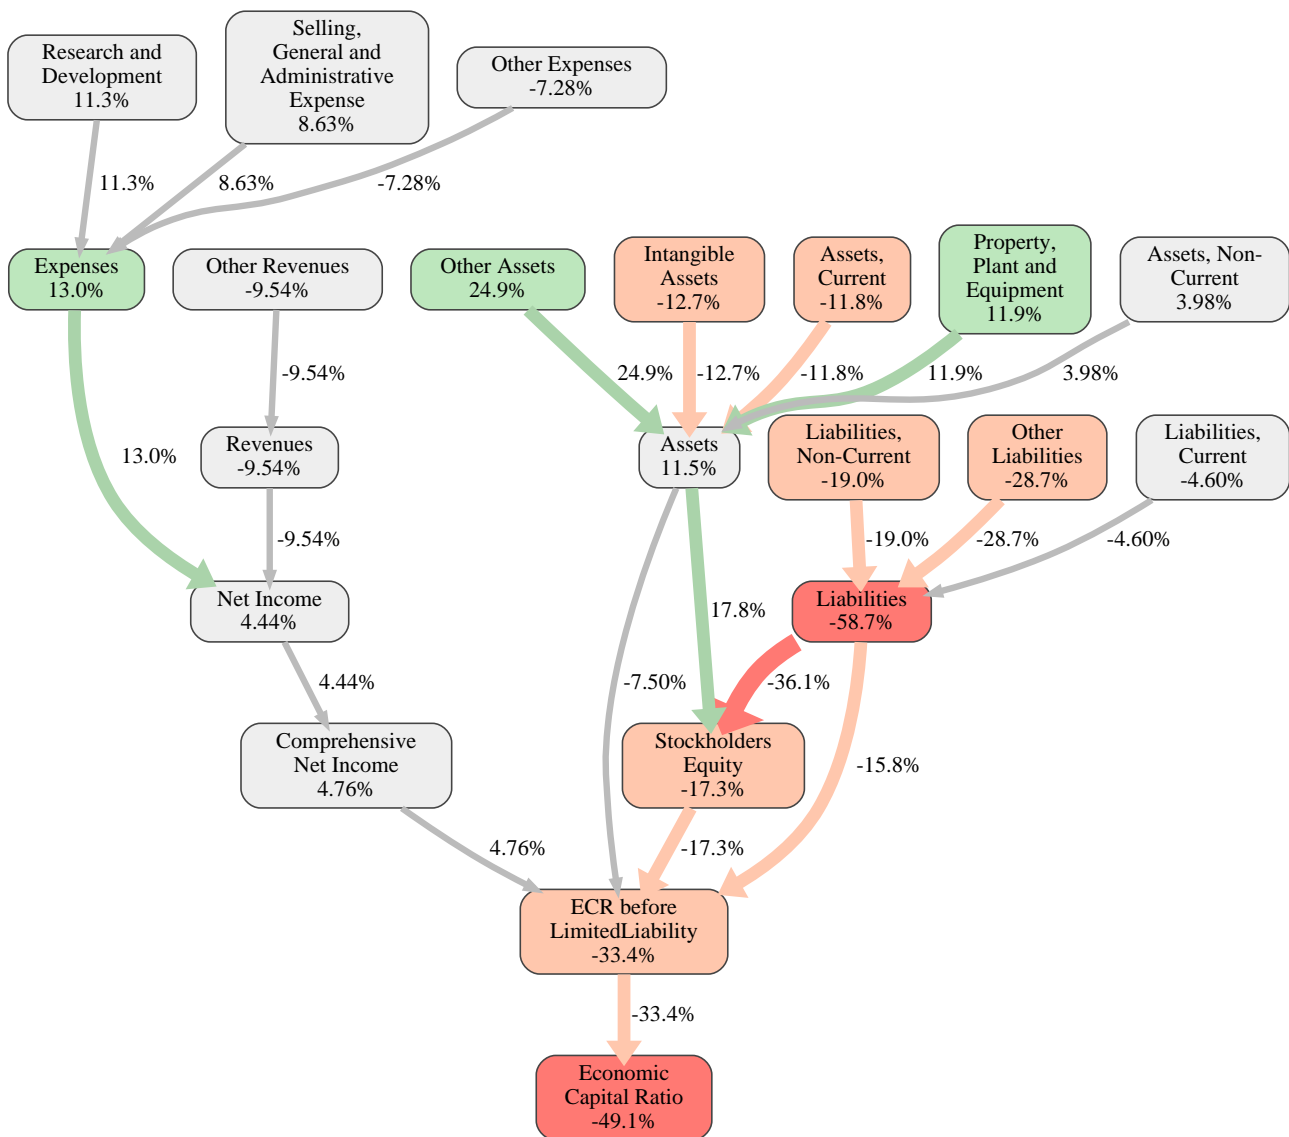 Research and
Development
11.3%
Selling,
General and
Administrative
Expense
8.63%
Other Expenses
-7.28%
11.3%
8.63%
-7.28%
Expenses
13.0%
Other Revenues
-9.54%
Other Assets
24.9%
Intangible
Assets
-12.7%
Assets,
Current
-11.8%
Property,
Plant and
Equipment
11.9%
Assets, Non-
Current
3.98%
-9.54%
24.9%
-12.7%
-11.8%
11.9%
3.98%
13.0%
Revenues
-9.54%
Assets
11.5%
Liabilities,
Non-Current
-19.0%
Other
Liabilities
-28.7%
Liabilities,
Current
-4.60%
-9.54%
-19.0%
-28.7%
-4.60%
Net Income
4.44%
17.8%
Liabilities
-58.7%
4.44%
-7.50%
-36.1%
Comprehensive
Net Income
4.76%
Stockholders
Equity
-17.3%
-15.8%
4.76%
-17.3%
ECR before
LimitedLiability
-33.4%
-33.4%
Economic
Capital Ratio
-49.1%